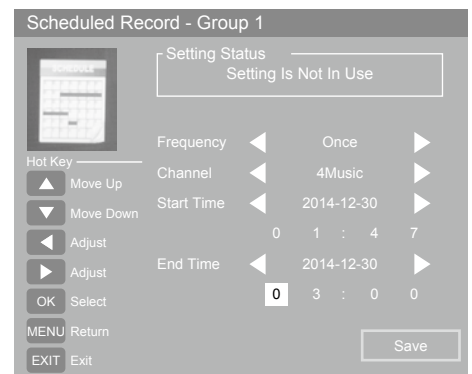 Scheduled Record - Group 1
SCHEDULE
Setting Status
Setting Is Not In Use
Frequency Once
Channel 4Music
Start Time 2014-12-30
0 1 : 4 7
End Time 2014-12-30
0 3 : 0 0
Save
Hot Key
Move Up
Move Down
Adjust
Adjust
OK Select
MENU Return
EXIT Exit